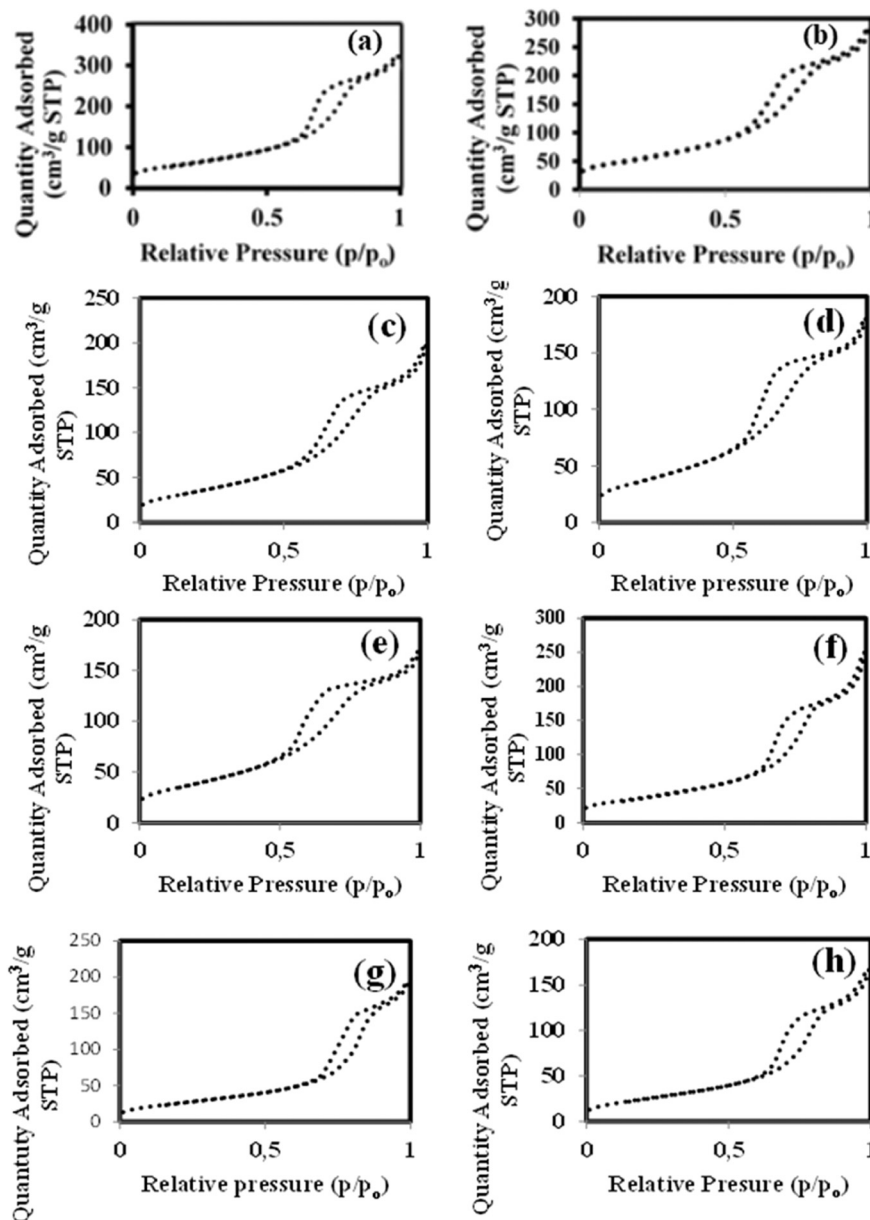 Quantity Adsorbed
(cm³/g STP)
400
300
200
100
0
(a)
0
0.5
1
Relative Pressure (p/pₒ)
Quantity Adsorbed
(cm³/g STP)
300
250
200
150
100
50
0
(b)
0
0.5
1
Relative Pressure (p/pₒ)
Quantity Adsorbed (cm³/g
STP)
250
200
150
100
50
0
(c)
0
0,5
1
Relative Pressure (p/pₒ)
Quantity Adsorbed (cm³/g
STP)
200
150
100
50
0
(d)
0
0,5
1
Relative pressure (p/pₒ)
Quantity Adsorbed (cm³/g
STP)
200
150
100
50
0
(e)
0
0,5
1
Relative Pressure (p/pₒ)
Quantity Adsorbed (cm³/g
STP)
300
250
200
150
100
50
0
(f)
0
0,5
1
Relative Pressure (p/pₒ)
Quantuty Adsorbed (cm³/g
STP)
250
200
150
100
50
0
(g)
0
0,5
1
Relative pressure (p/pₒ)
Quantity Adsorbed (cm³/g
STP)
200
150
100
50
0
(h)
0
0,5
1
Relative Pressure (p/pₒ)